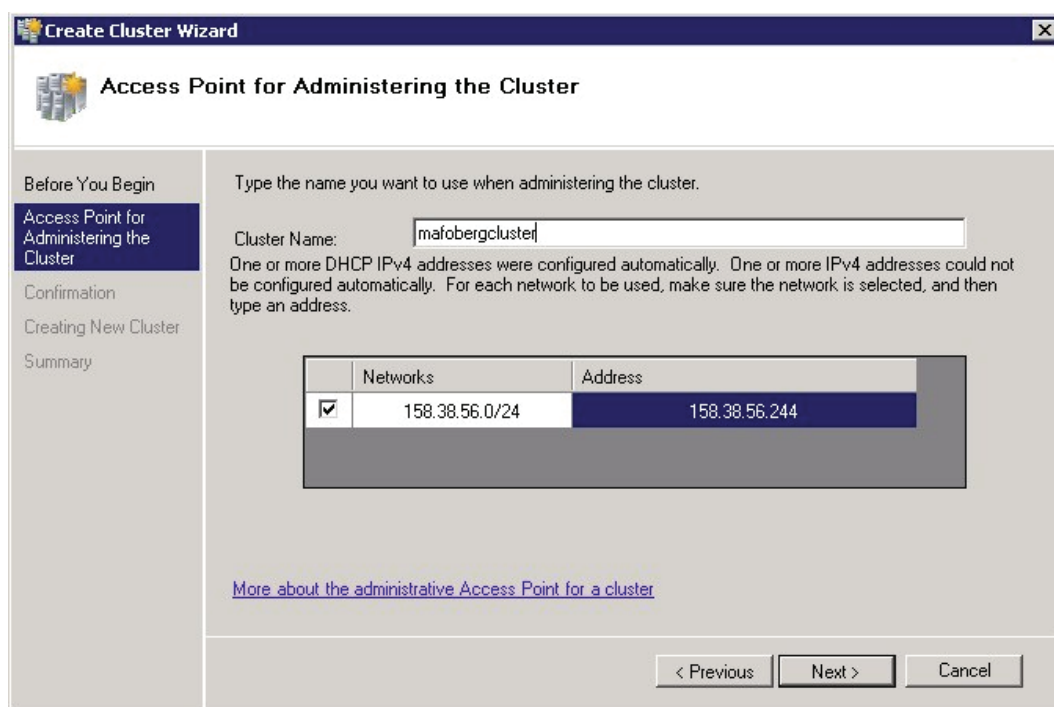 Create Cluster Wizard
Access Point for Administering the Cluster
Before You Begin
Access Point for
Administering the
Cluster
Confirmation
Creating New Cluster
Summary
Type the name you want to use when administering the cluster.
Cluster Name: mafobergcluster
One or more DHCP IPv4 addresses were configured automatically. One or more IPv4 addresses could not
be configured automatically. For each network to be used, make sure the network is selected, and then
type an address.
Networks Address
158.38.56.0/24 158.38.56.244
More about the administrative Access Point for a cluster
< Previous Next > Cancel